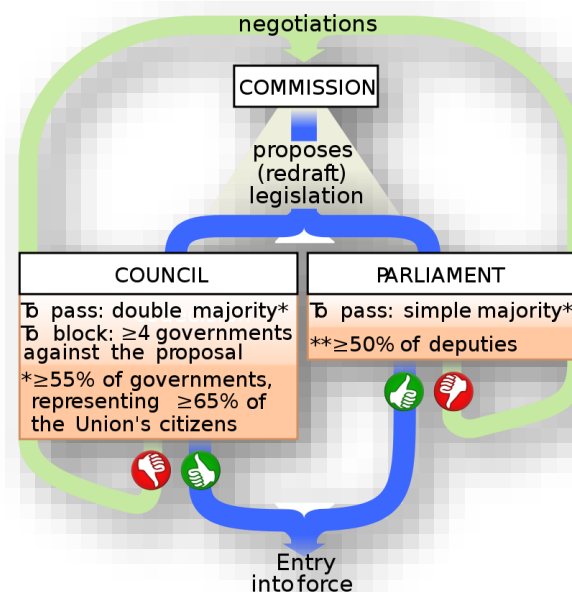 negotiations
COMMISSION
proposes
(redraft)
legislation
COUNCIL
To pass: double majority*
To block: ≥4 governments
against the proposal
*≥55% of governments,
representing ≥65% of
the Union's citizens
PARLIAMENT
To pass: simple majority*
**≥50% of deputies
Entry
into force